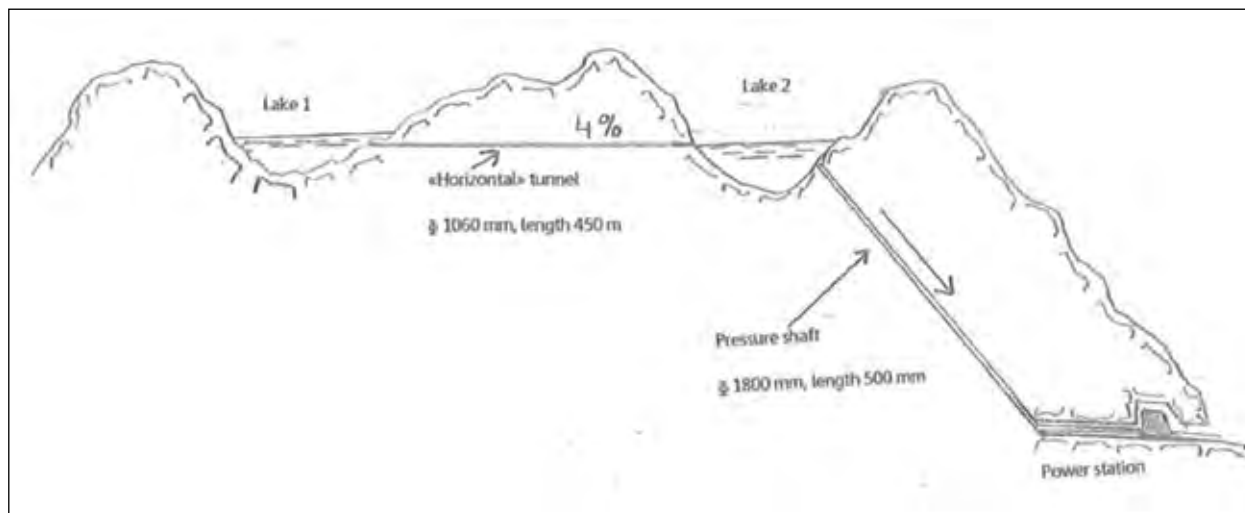 Lake 1
Lake 2
4%
«Horizontal» tunnel
φ 1060 mm, length 450 m
Pressure shaft
φ 1800 mm, length 500 mm
Power station